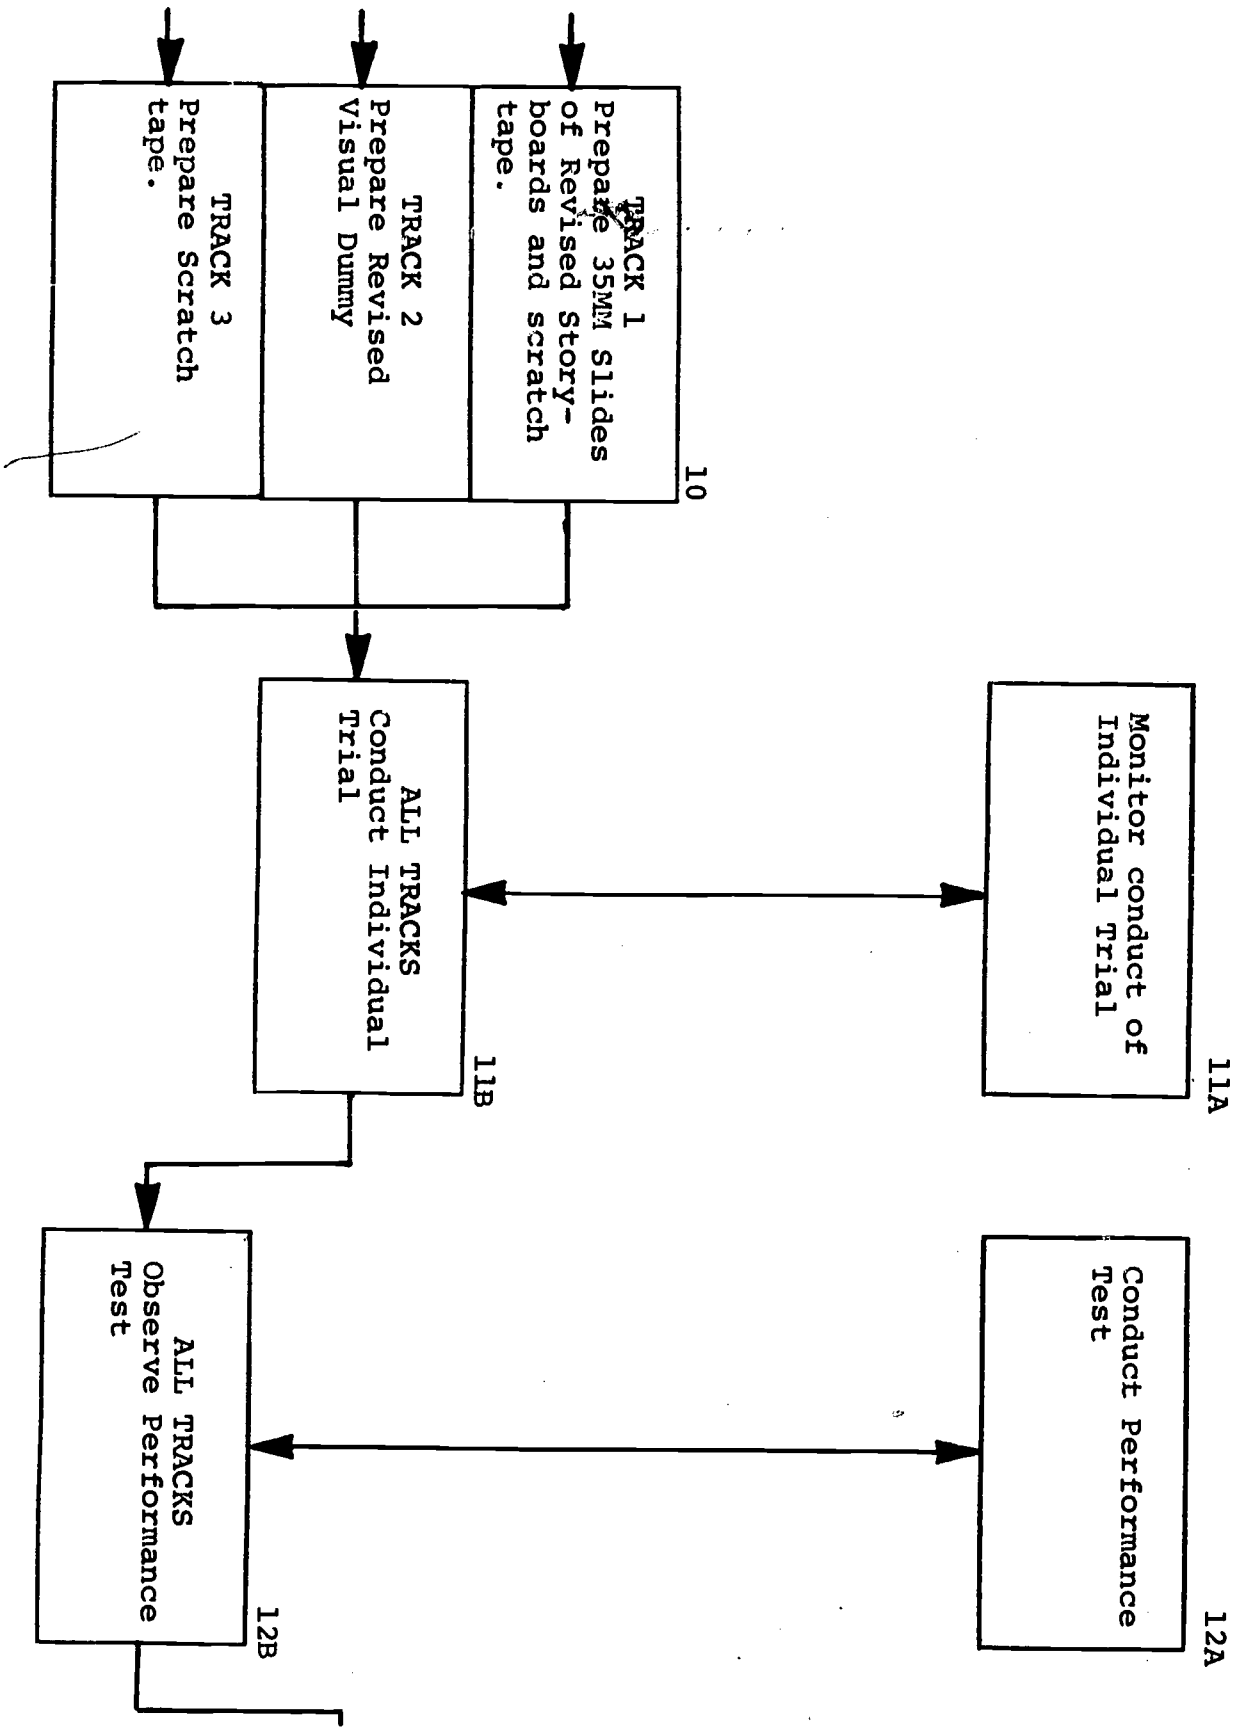 11A
Monitor conduct of
Individual Trial
12A
Conduct Performance
Test
10
TRACK 1
Prepare 35MM Slides
of Revised Story-
boards and scratch
tape.
TRACK 2
Prepare Revised
Visual Dummy
TRACK 3
Prepare Scratch
tape.
11B
ALL TRACKS
Conduct Individual
Trial
12B
ALL TRACKS
Observe Performance
Test